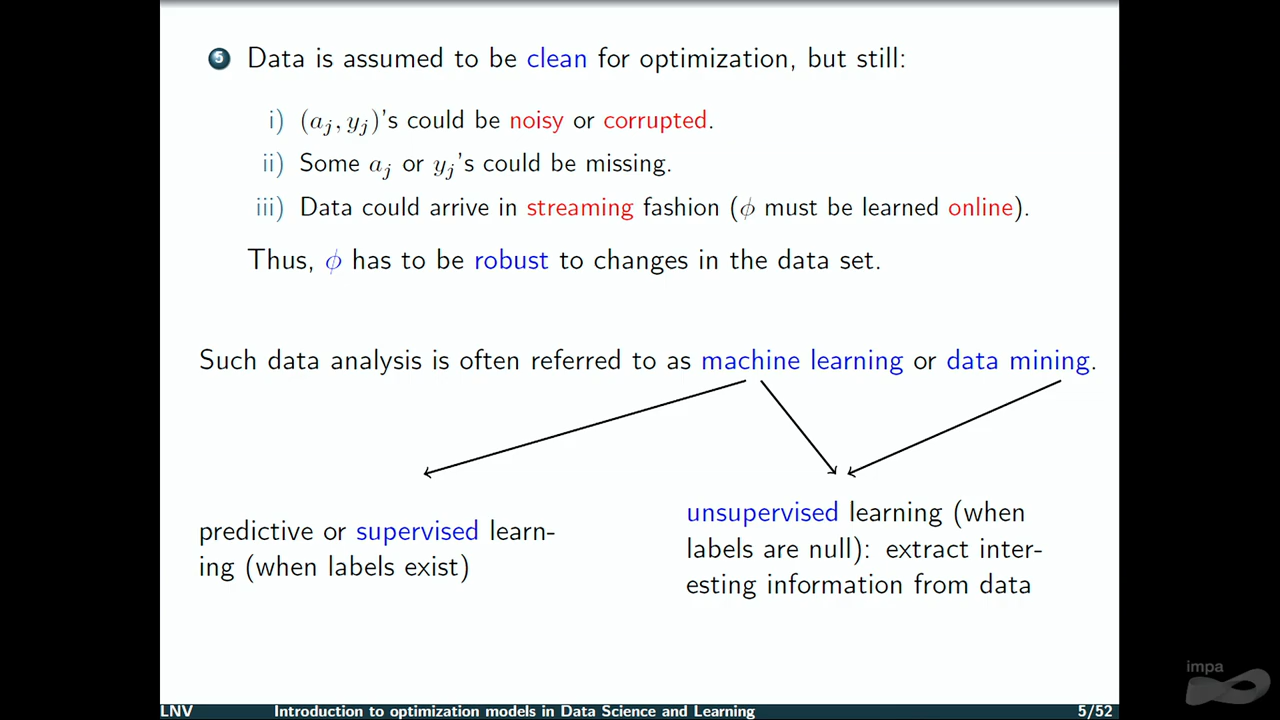 5 Data is assumed to be clean for optimization, but still:
i) (a_j, y_j)'s could be noisy or corrupted.
ii) Some a_j or y_j's could be missing.
iii) Data could arrive in streaming fashion (ϕ must be learned online).
Thus, ϕ has to be robust to changes in the data set.
Such data analysis is often referred to as machine learning or data mining.
predictive or supervised learn-
ing (when labels exist)
unsupervised learning (when
labels are null): extract inter-
esting information from data
impa
LNV Introduction to optimization models in Data Science and Learning 5/52